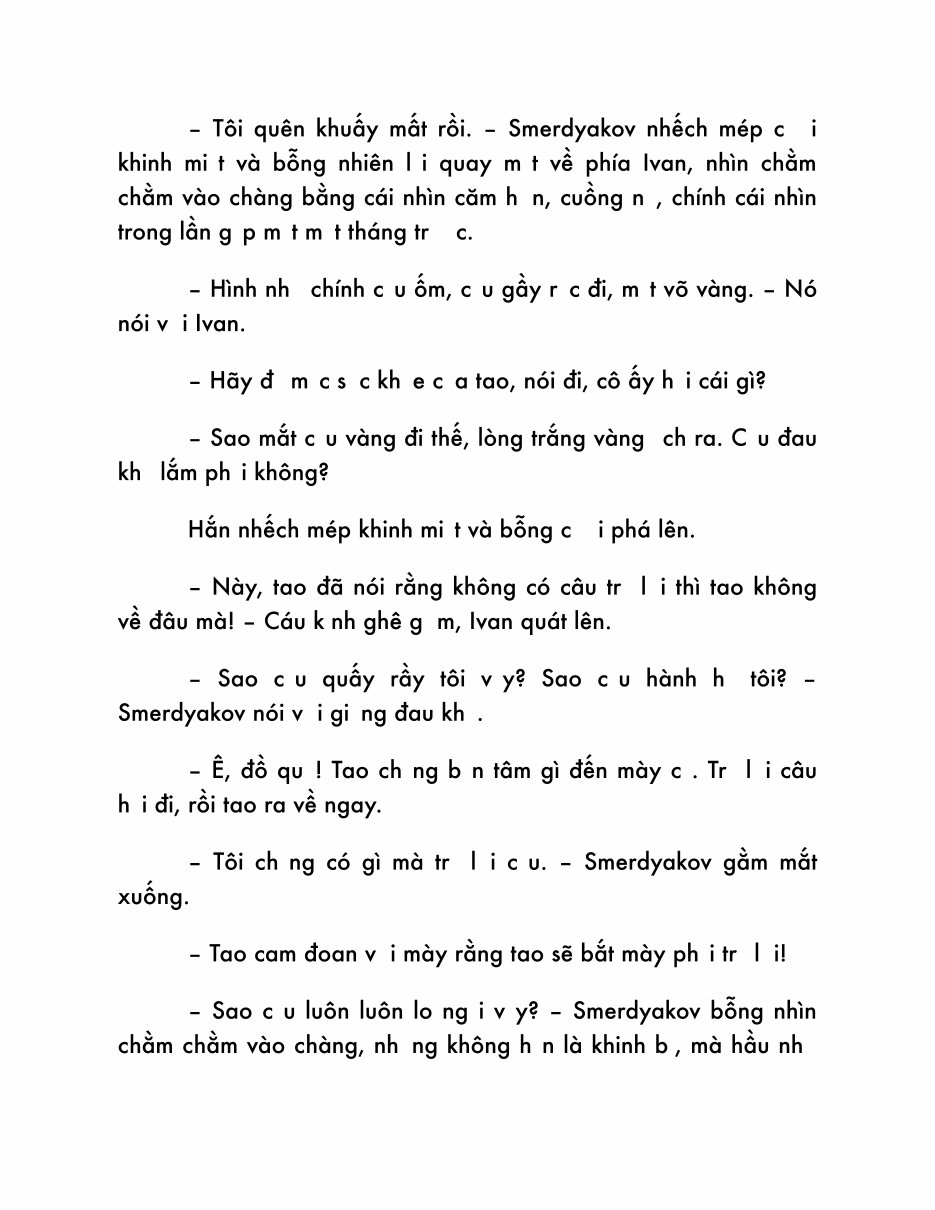 – Tôi quên khuấy mất rồi. – Smerdyakov nhếch mép c i
khinh mi t và bỗng nhiên l i quay m t về phía Ivan, nhìn chằm
chằm vào chàng bằng cái nhìn căm h n, cuồng n , chính cái nhìn
trong lần g p m t m t tháng tr c.
– Hình nh chính c u ốm, c u gầy r c đi, m t võ vàng. – Nó
nói v i Ivan.
– Hãy đ m c s c kh e c a tao, nói đi, cô ấy h i cái gì?
– Sao mắt c u vàng đi thế, lòng trắng vàng ch ra. C u đau
kh lắm ph i không?
Hắn nhếch mép khinh mi t và bỗng c i phá lên.
– Này, tao đã nói rằng không có câu tr l i thì tao không
về đâu mà! – Cáu k nh ghê g m, Ivan quát lên.
– Sao c u quấy rầy tôi v y? Sao c u hành h tôi? –
Smerdyakov nói v i gi ng đau kh .
– Ê, đồ qu ! Tao ch ng b n tâm gì đến mày c . Tr l i câu
h i đi, rồi tao ra về ngay.
– Tôi ch ng có gì mà tr l i c u. – Smerdyakov gằm mắt
xuống.
– Tao cam đoan v i mày rằng tao sẽ bắt mày ph i tr l i!
– Sao c u luôn luôn lo ng i v y? – Smerdyakov bỗng nhìn
chằm chằm vào chàng, nh ng không h n là khinh b , mà hầu nh